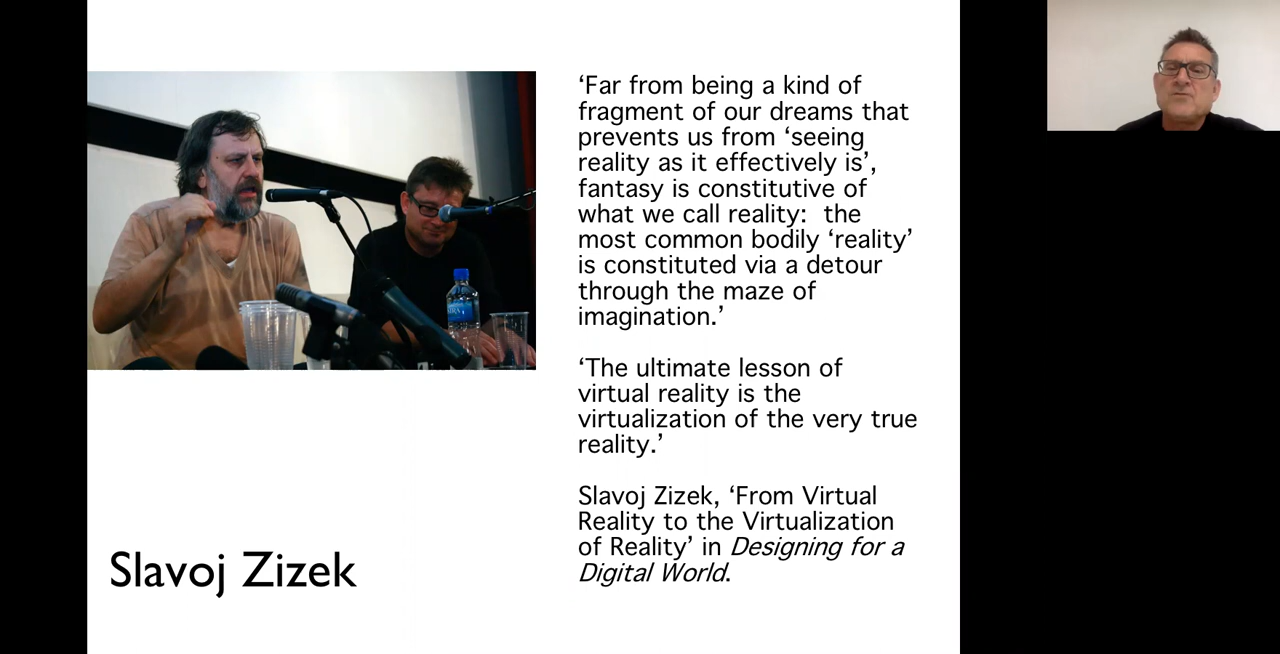 ‘Far from being a kind of
fragment of our dreams that
prevents us from ‘seeing
reality as it effectively is’,
fantasy is constitutive of
what we call reality:  the
most common bodily ‘reality’
is constituted via a detour
through the maze of
imagination.’
‘The ultimate lesson of
virtual reality is the
virtualization of the very true
reality.’
Slavoj Zizek, ‘From Virtual
Reality to the Virtualization
of Reality’ in Designing for a
Digital World.
Slavoj Zizek